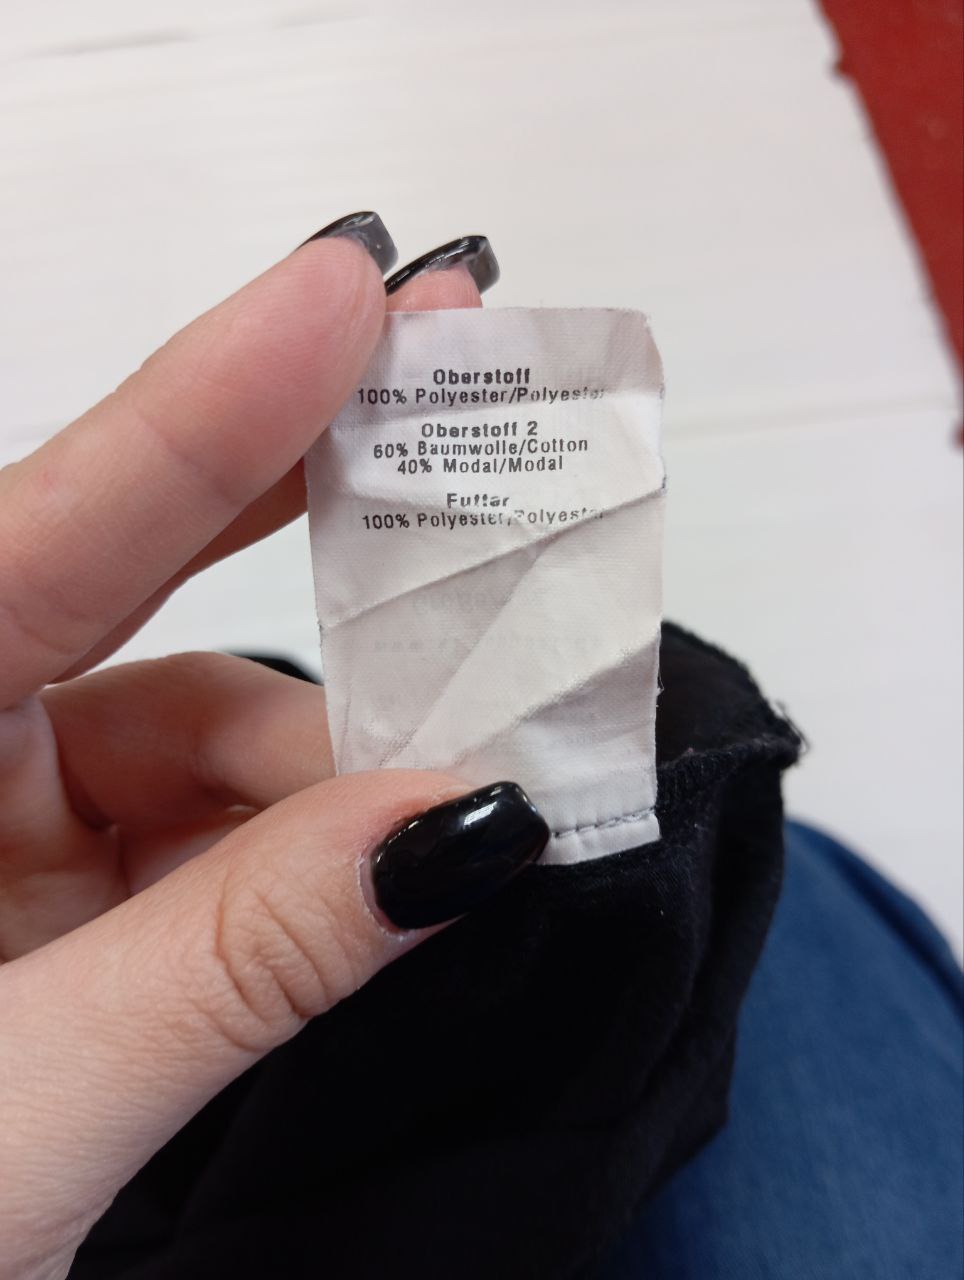 Oberstoff
100% Polyester/Polyester
Oberstoff 2
60% Baumwolle/Cotton
40% Modal/Modal
Futter
100% Polyester/Polyester